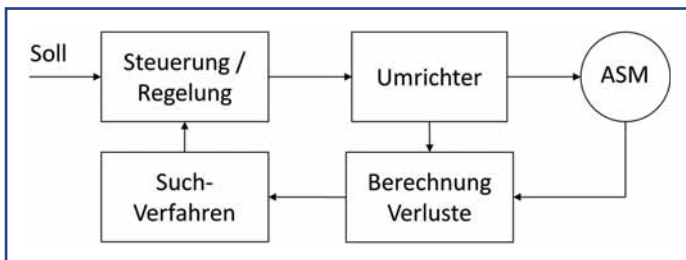 Soll
Steuerung /
Regelung
Umrichter
ASM
Such-
Verfahren
Berechnung
Verluste